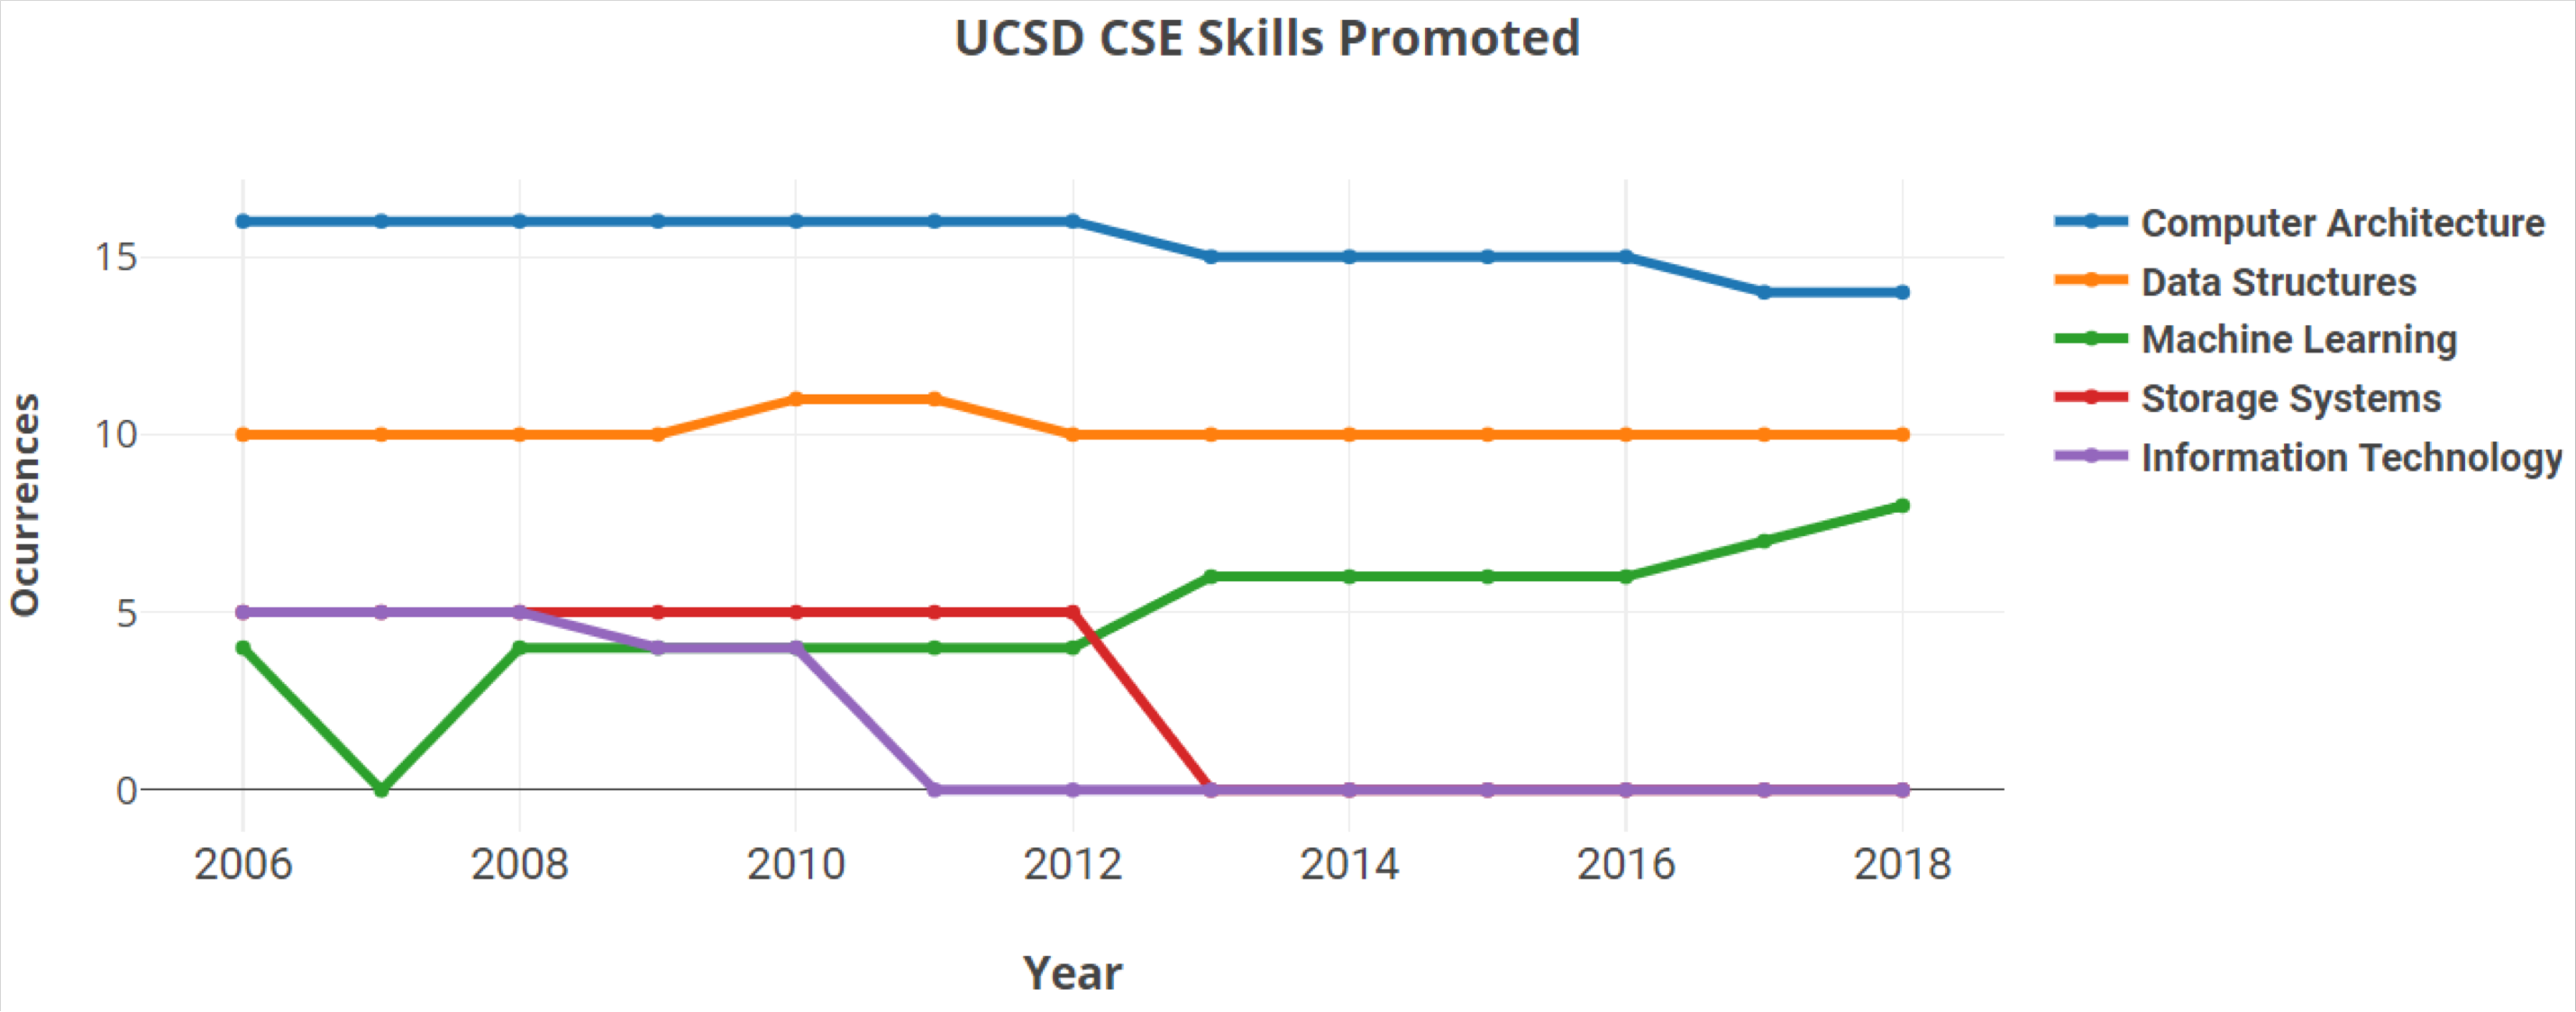 UCSD CSE Skills Promoted
Ocurrences
15
10
5
0
2006 2008 2010 2012 2014 2016 2018
Year
Computer Architecture
Data Structures
Machine Learning
Storage Systems
Information Technology